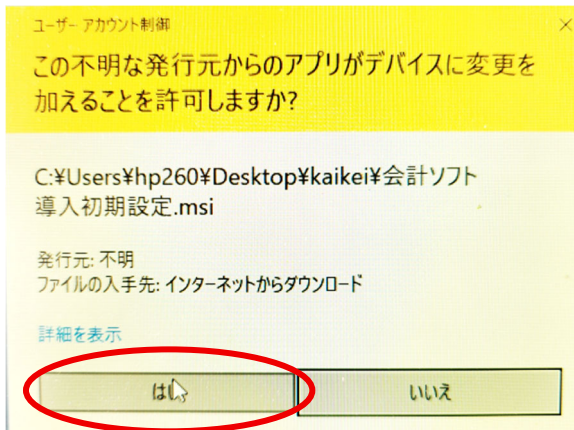 ユーザー アカウント制御
この不明な発行元からのアプリがデバイスに変更を
加えることを許可しますか?
C:¥Users¥hp260¥Desktop¥kaikei¥会計ソフト
導入初期設定.msi
発行元: 不明
ファイルの入手先: インターネットからダウンロード
詳細を表示
はい
いいえ